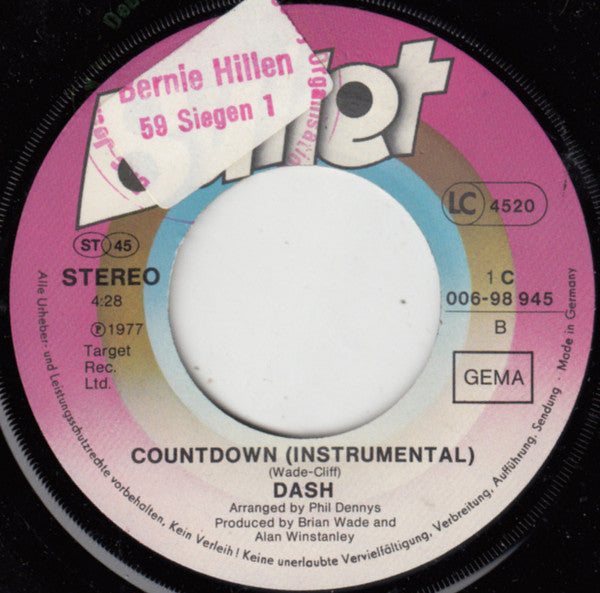 Bernie Hillen
59 Siegen 1
LC 4520
ST 45
STEREO
4:28
Ⓟ1977
Target
Rec.
Ltd.
1 C
006-98 945
B
GEMA
COUNTDOWN (INSTRUMENTAL)
(Wade-Cliff)
DASH
Arranged by Phil Dennys
Produced by Brian Wade and
Alan Winstanley
Alle Urheber- und Leistungsschutzrechte vorbehalten. Kein Verleih! Keine unerlaubte Vervielfältigung, Verbreitung, Aufführung, Sendung · Made in Germany